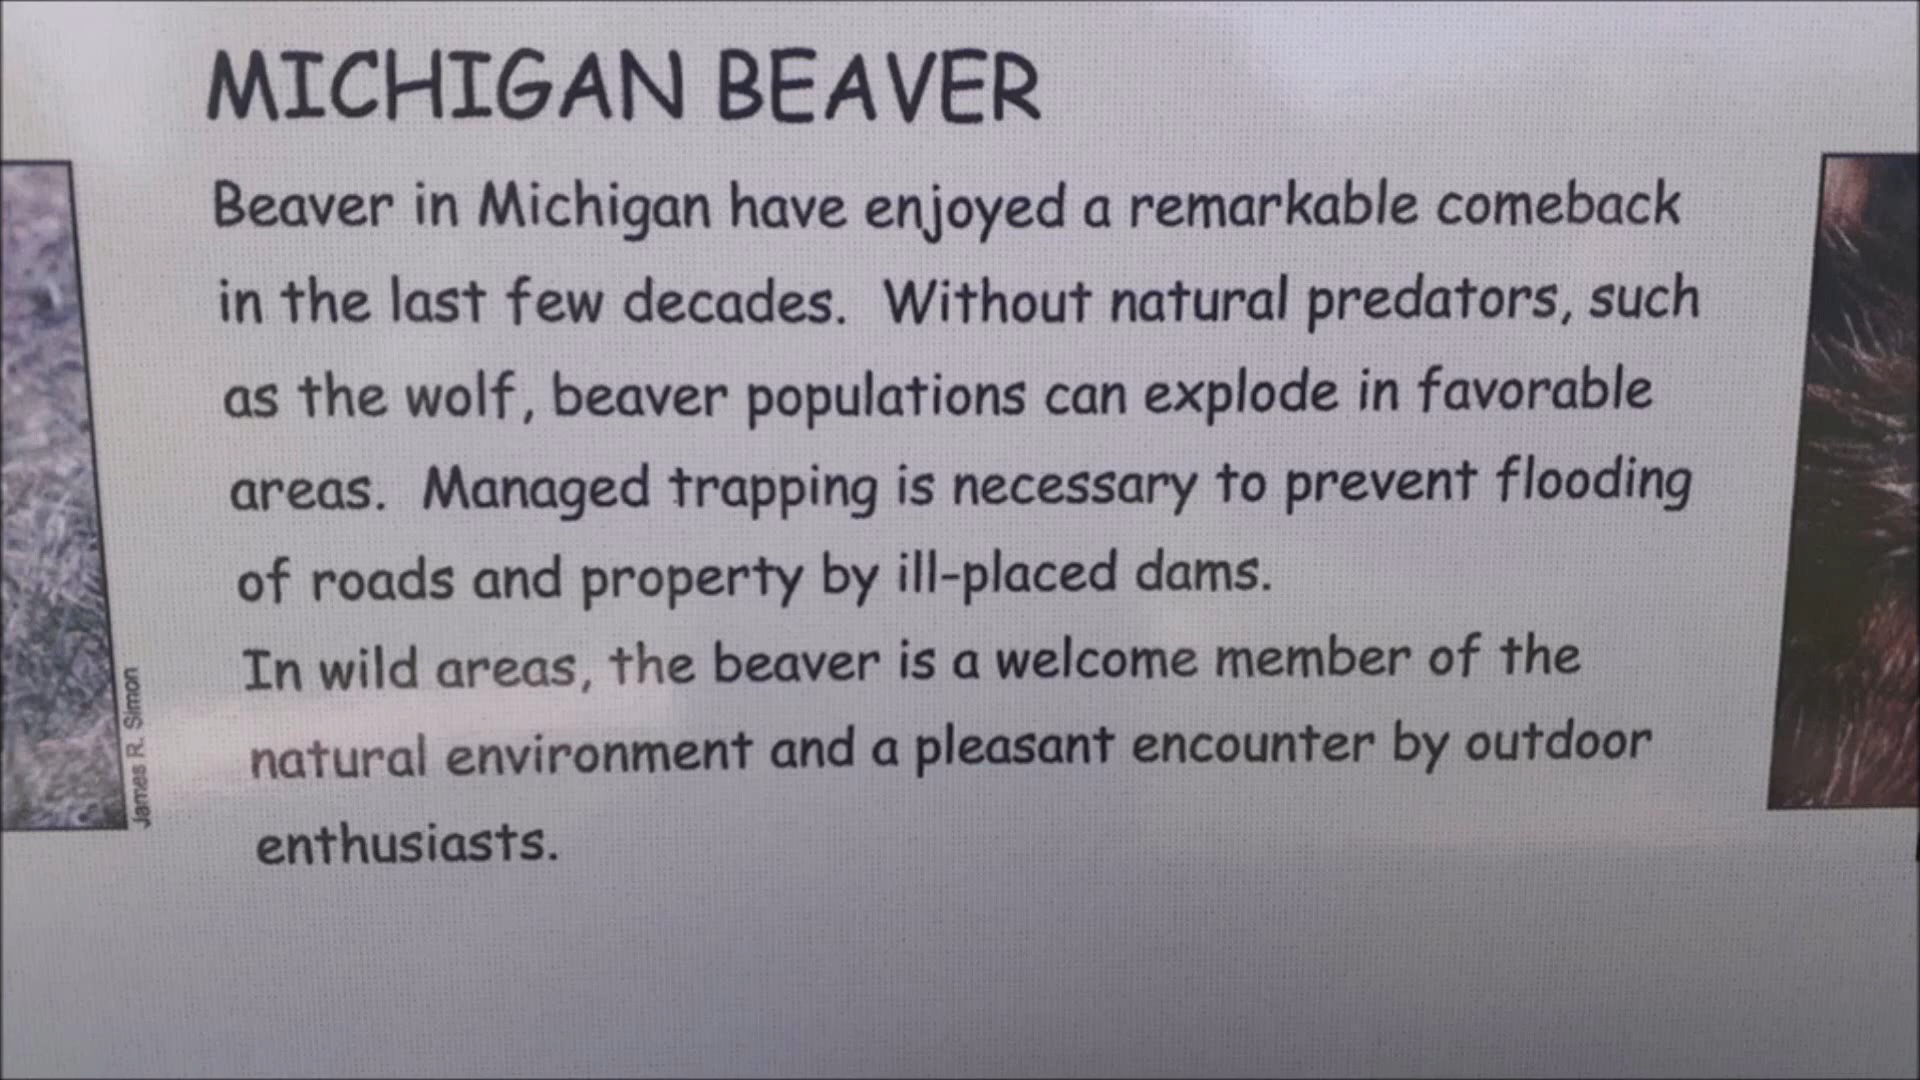 MICHIGAN BEAVER
Beaver in Michigan have enjoyed a remarkable comeback
in the last few decades. Without natural predators, such
as the wolf, beaver populations can explode in favorable
areas. Managed trapping is necessary to prevent flooding
of roads and property by ill-placed dams.
In wild areas, the beaver is a welcome member of the
natural environment and a pleasant encounter by outdoor
enthusiasts.
James R. Simon